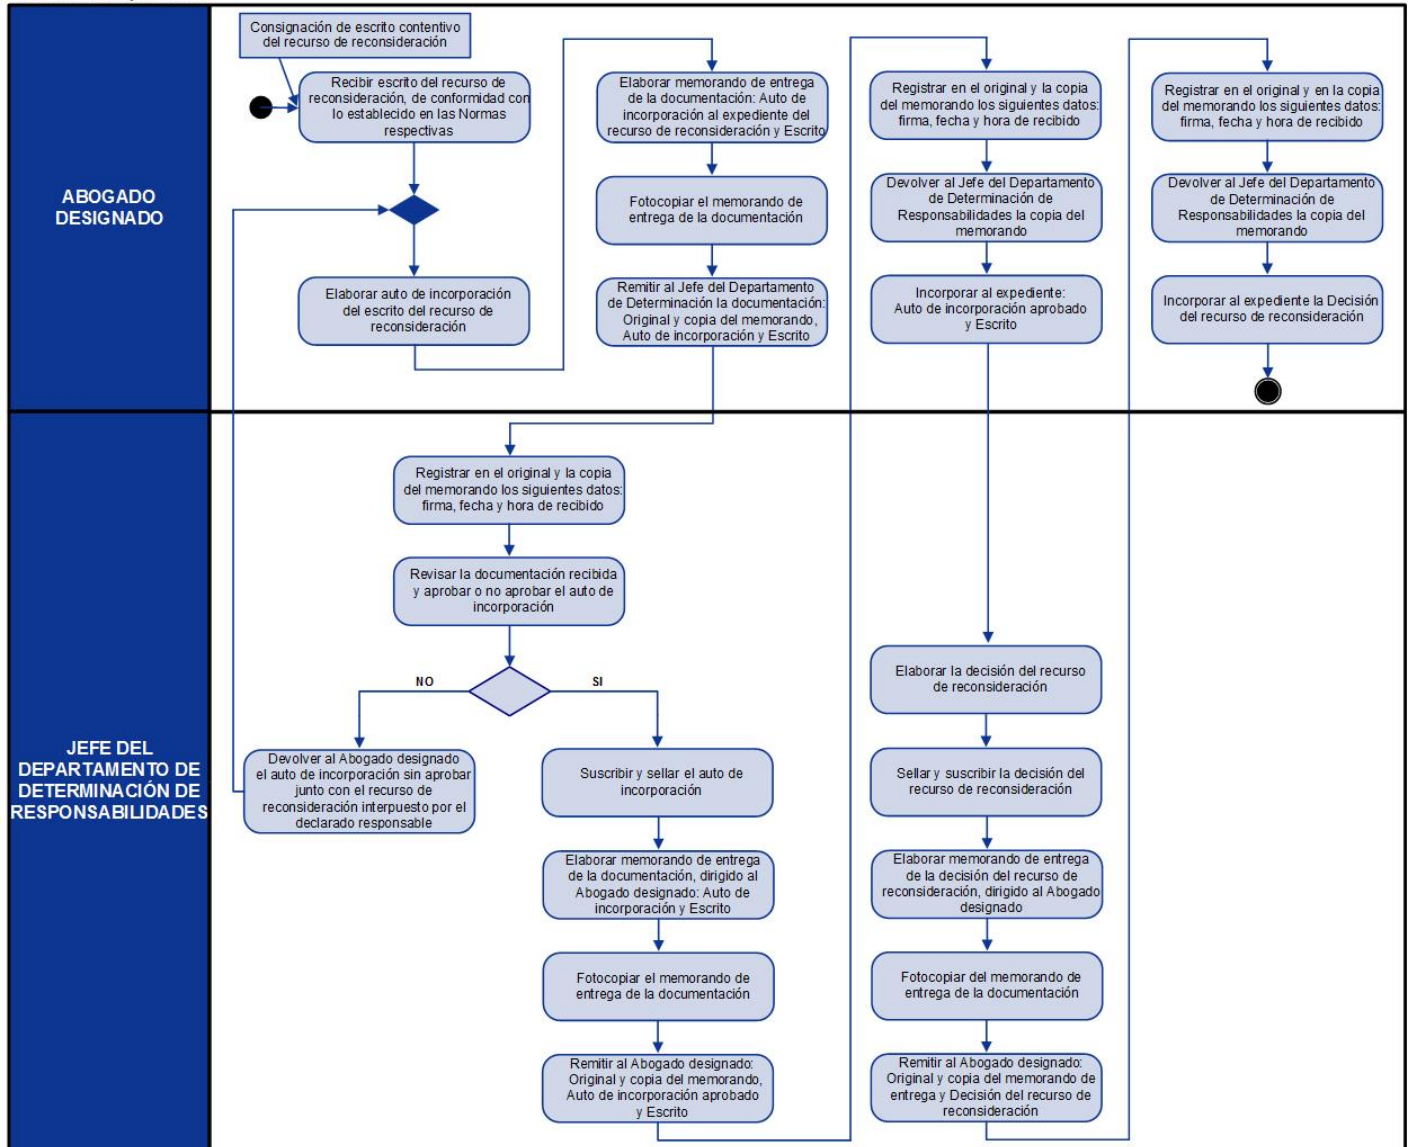 ABOGADO
DESIGNADO
Consignación de escrito contentivo
del recurso de reconsideración
Recibir escrito del recurso de
reconsideración, de conformidad con
lo establecido en las Normas
respectivas
Elaborar auto de incorporación
del escrito del recurso de
reconsideración
Elaborar memorando de entrega
de la documentación: Auto de
incorporación al expediente del
recurso de reconsideración y Escrito
Fotocopiar el memorando de
entrega de la documentación
Remitir al Jefe del Departamento
de Determinación la documentación:
Original y copia del memorando,
Auto de incorporación y Escrito
Registrar en el original y la copia
del memorando los siguientes datos:
firma, fecha y hora de recibido
Devolver al Jefe del Departamento
de Determinación de
Responsabilidades la copia del
memorando
Incorporar al expediente:
Auto de incorporación aprobado
y Escrito
Registrar en el original y en la copia
del memorando los siguientes datos:
firma, fecha y hora de recibido
Devolver al Jefe del Departamento
de Determinación de
Responsabilidades la copia del
memorando
Incorporar al expediente la Decisión
del recurso de reconsideración
JEFE DEL
DEPARTAMENTO DE
DETERMINACIÓN DE
RESPONSABILIDADES
Registrar en el original y la copia
del memorando los siguientes datos:
firma, fecha y hora de recibido
Revisar la documentación recibida
y aprobar o no aprobar el auto de
incorporación
NO
SI
Devolver al Abogado designado
el auto de incorporación sin aprobar
junto con el recurso de
reconsideración interpuesto por el
declarado responsable
Suscribir y sellar el auto de
incorporación
Elaborar memorando de entrega
de la documentación, dirigido al
Abogado designado: Auto de
incorporación y Escrito
Fotocopiar el memorando de
entrega de la documentación
Remitir al Abogado designado:
Original y copia del memorando,
Auto de incorporación aprobado
y Escrito
Elaborar la decisión del recurso
de reconsideración
Sellar y suscribir la decisión del
recurso de reconsideración
Elaborar memorando de entrega
de la decisión del recurso de
reconsideración, dirigido al Abogado
designado
Fotocopiar del memorando de
entrega de la documentación
Remitir al Abogado designado:
Original y copia del memorando de
entrega y Decisión del recurso de
reconsideración